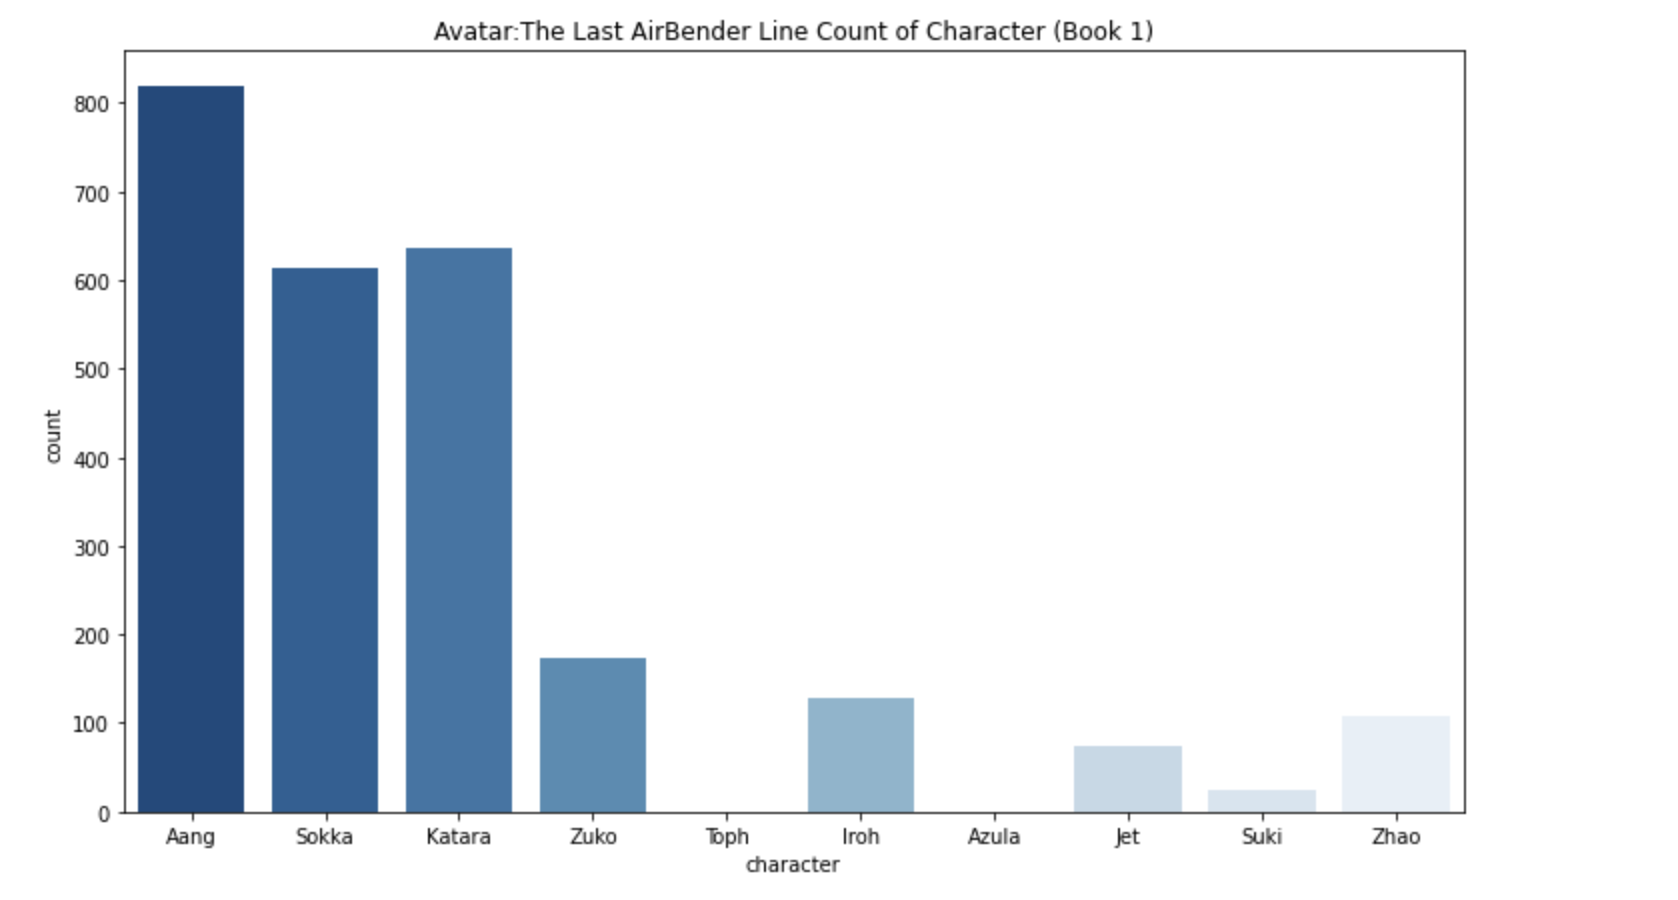 Avatar:The Last AirBender Line Count of Character (Book 1)
800
700
600
500
400
300
200
100
0
count
Aang Sokka Katara Zuko Toph Iroh Azula Jet Suki Zhao
character